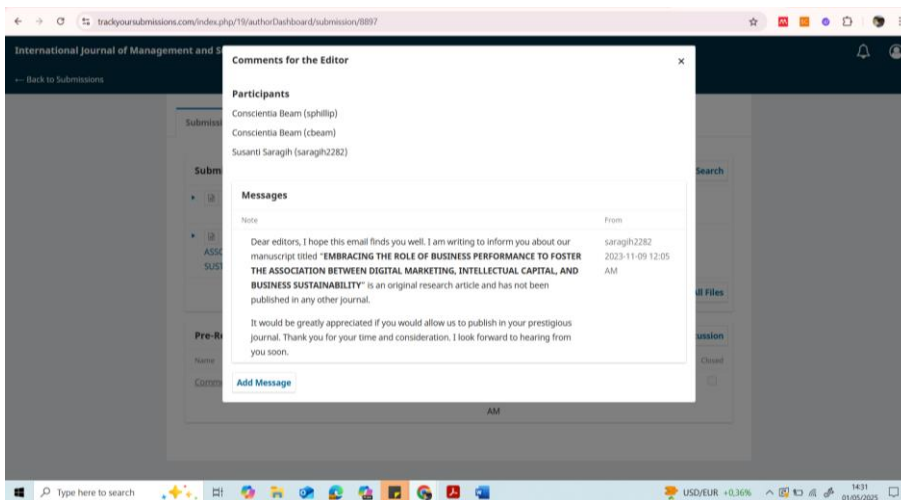 trackyoursubmissions.com/index.php/19/authorDashboard/submission/8897
International Journal of Management and S
← Back to Submissions
Comments for the Editor
×
Participants
Conscientia Beam (sphillip)
Conscientia Beam (cbeam)
Susanti Saragih (saragih2282)
Submissi
Subm
Search
ASSC
SUST
All Files
Messages
Note
From
Dear editors, I hope this email finds you well. I am writing to inform you about our
manuscript titled "EMBRACING THE ROLE OF BUSINESS PERFORMANCE TO FOSTER
THE ASSOCIATION BETWEEN DIGITAL MARKETING, INTELLECTUAL CAPITAL, AND
BUSINESS SUSTAINABILITY" is an original research article and has not been
published in any other journal.
It would be greatly appreciated if you would allow us to publish in your prestigious
journal. Thank you for your time and consideration. I look forward to hearing from
you soon.
saragih2282
2023-11-09 12:05
AM
Pre-Re
ussion
Name
Closed
Comme
Add Message
AM
Type here to search
USD/EUR +0,36%
14:31
01/05/2025